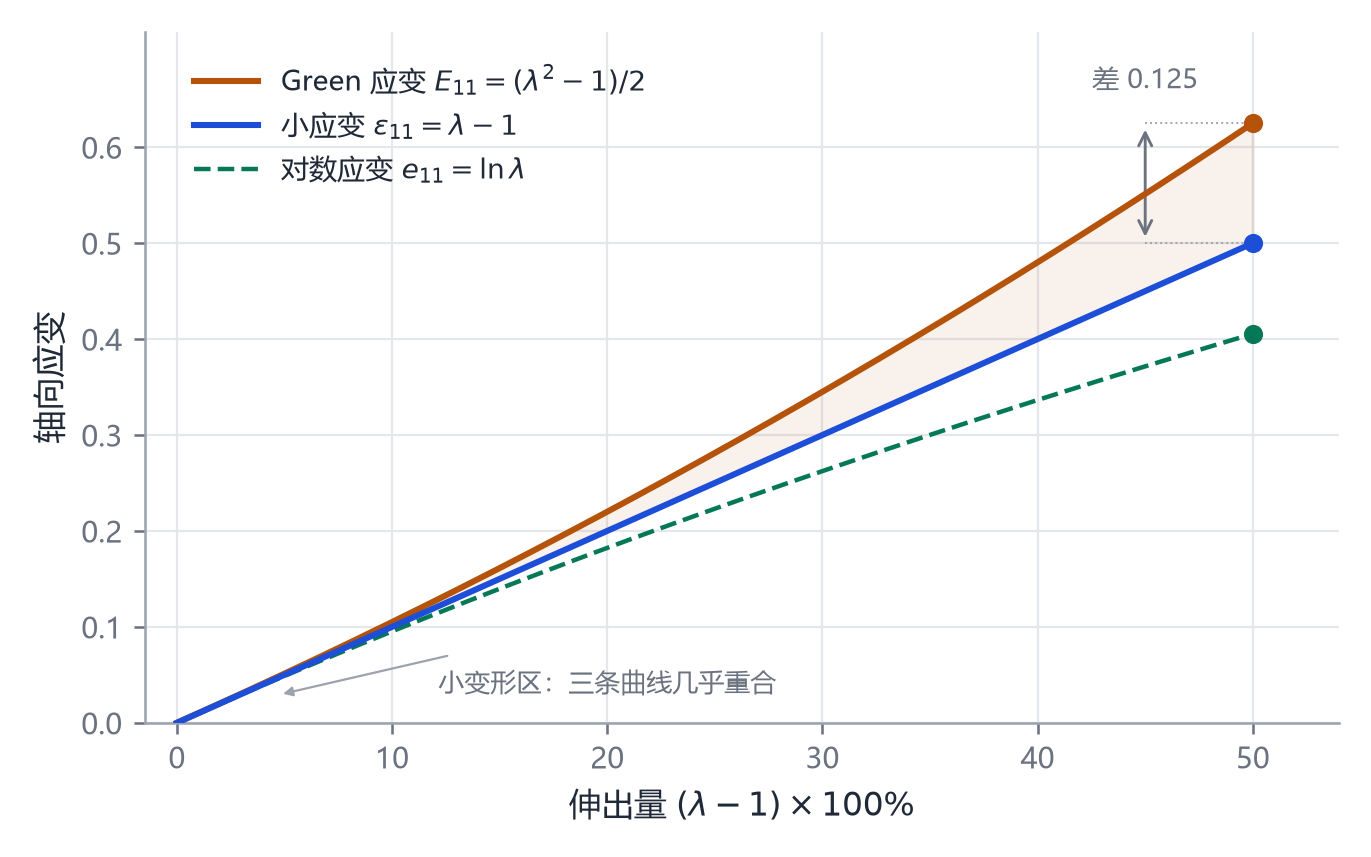 Green 应变 E₁₁ = (λ² − 1)/2
小应变 ε₁₁ = λ − 1
对数应变 e₁₁ = ln λ
差 0.125
0.6
0.5
0.4
0.3
0.2
0.1
0.0
轴向应变
小变形区：三条曲线几乎重合
0 10 20 30 40 50
伸出量 (λ − 1) × 100%